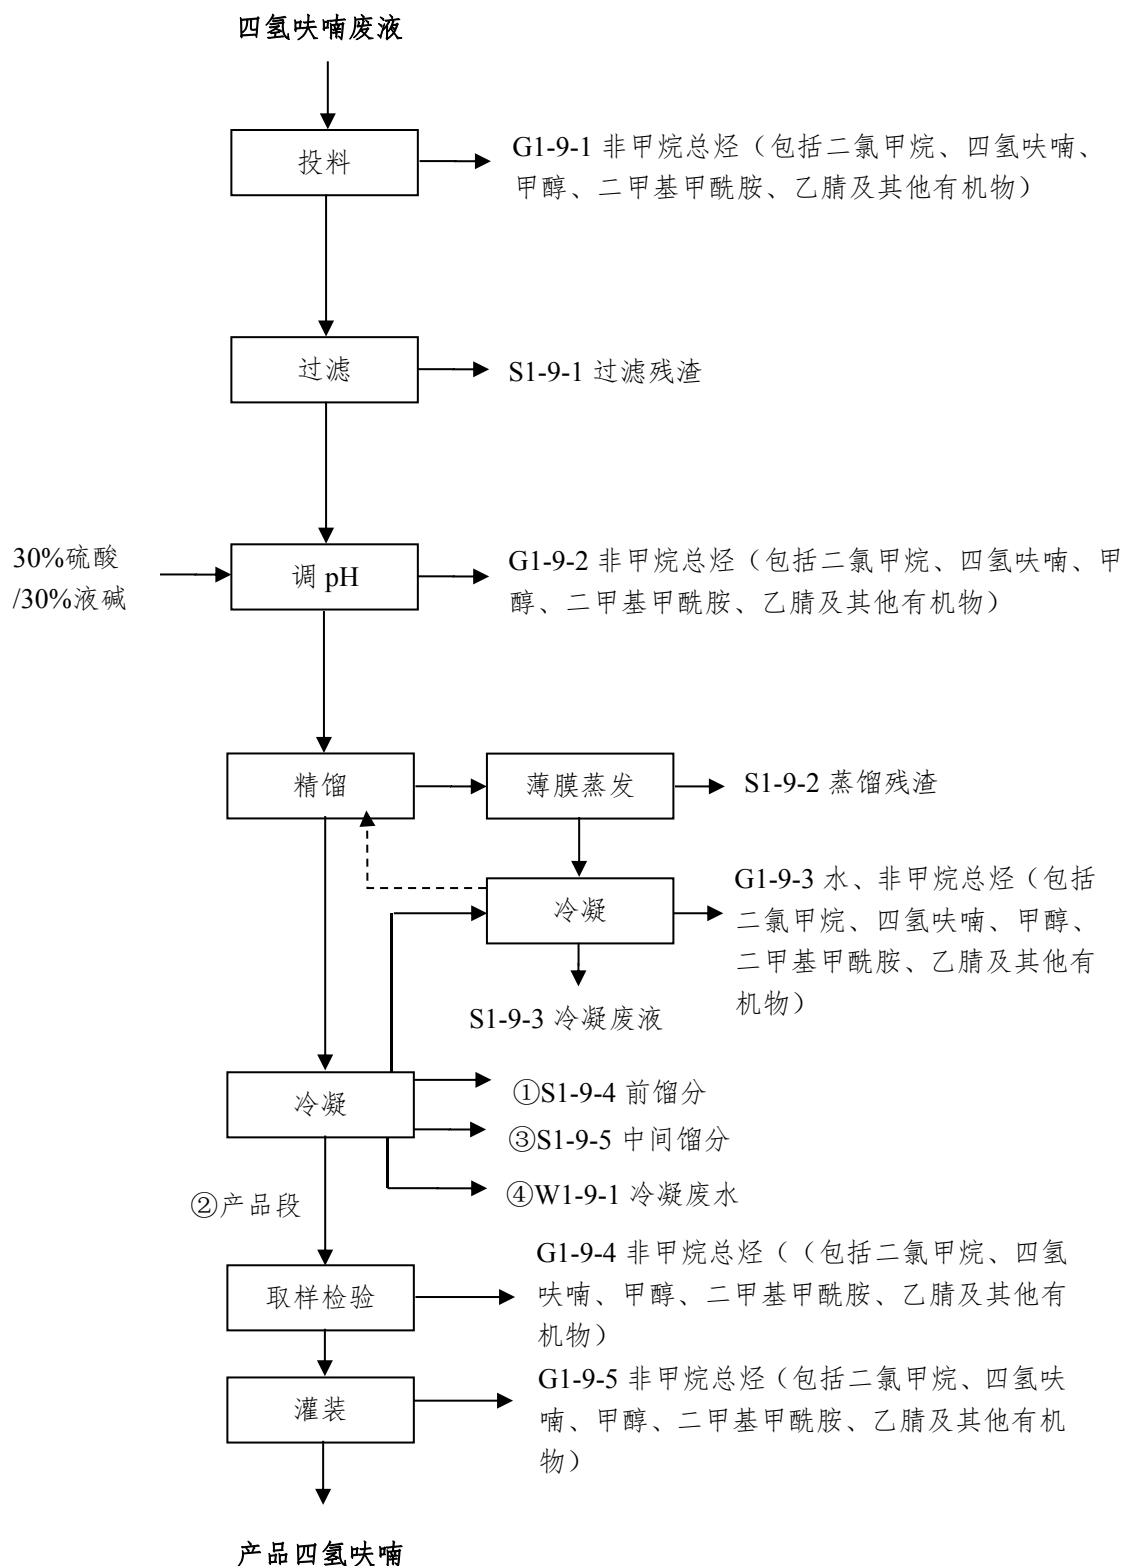 四氢呋喃废液
投料
G1-9-1 非甲烷总烃（包括二氯甲烷、四氢呋喃、
甲醇、二甲基甲酰胺、乙腈及其他有机物）
过滤
S1-9-1 过滤残渣
30%硫酸
/30%液碱
调 pH
G1-9-2 非甲烷总烃（包括二氯甲烷、四氢呋喃、甲
醇、二甲基甲酰胺、乙腈及其他有机物）
精馏
薄膜蒸发
S1-9-2 蒸馏残渣
冷凝
G1-9-3 水、非甲烷总烃（包括
二氯甲烷、四氢呋喃、甲醇、
二甲基甲酰胺、乙腈及其他有
机物）
S1-9-3 冷凝废液
冷凝
①S1-9-4 前馏分
③S1-9-5 中间馏分
④W1-9-1 冷凝废水
②产品段
取样检验
G1-9-4 非甲烷总烃（（包括二氯甲烷、四氢
呋喃、甲醇、二甲基甲酰胺、乙腈及其他有
机物）
灌装
G1-9-5 非甲烷总烃（包括二氯甲烷、四氢呋
喃、甲醇、二甲基甲酰胺、乙腈及其他有机
物）
产品四氢呋喃